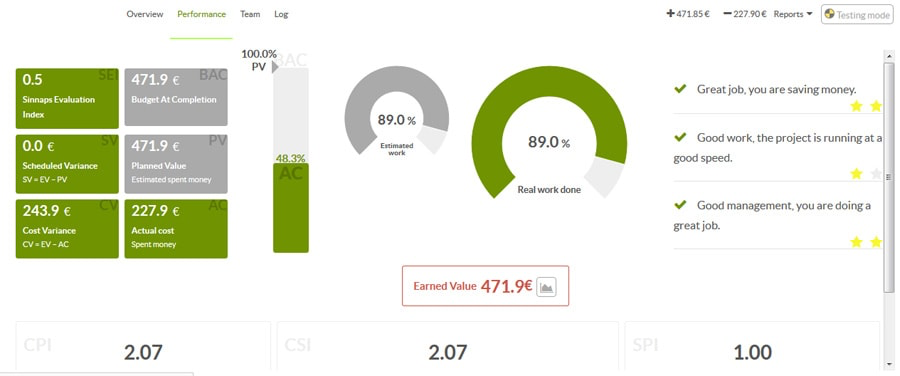 Overview Performance Team Log
+ 471.85 € − 227.90 € Reports Testing mode
100.0%
PV
BAC
48.3%
AC
SEI
0.5
Sinnaps Evaluation
Index
BAC
471.9 €
Budget At Completion
SV
0.0 €
Scheduled Variance
SV = EV – PV
PV
471.9 €
Planned Value
Estimated spent money
CV
243.9 €
Cost Variance
CV = EV – AC
AC
227.9 €
Actual cost
Spent money
89.0 %
Estimated
work
89.0 %
Real work done
Great job, you are saving money.
Good work, the project is running at a
good speed.
Good management, you are doing a
great job.
Earned Value 471.9€
CPI
2.07
CSI
2.07
SPI
1.00